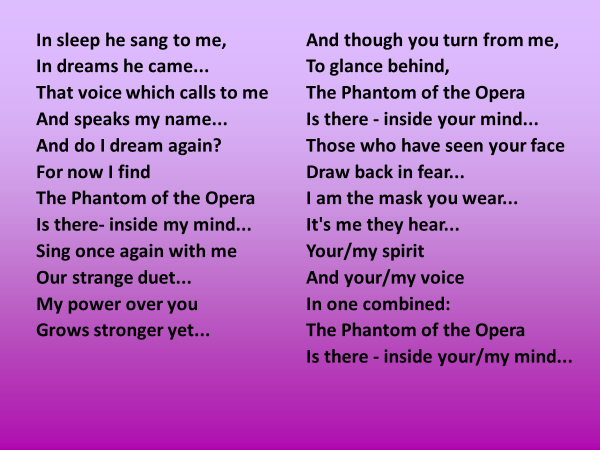 In sleep he sang to me,
In dreams he came...
That voice which calls to me
And speaks my name...
And do I dream again?
For now I find
The Phantom of the Opera
Is there- inside my mind...
Sing once again with me
Our strange duet...
My power over you
Grows stronger yet...
And though you turn from me,
To glance behind,
The Phantom of the Opera
Is there - inside your mind...
Those who have seen your face
Draw back in fear...
I am the mask you wear...
It's me they hear...
Your/my spirit
And your/my voice
In one combined:
The Phantom of the Opera
Is there - inside your/my mind...